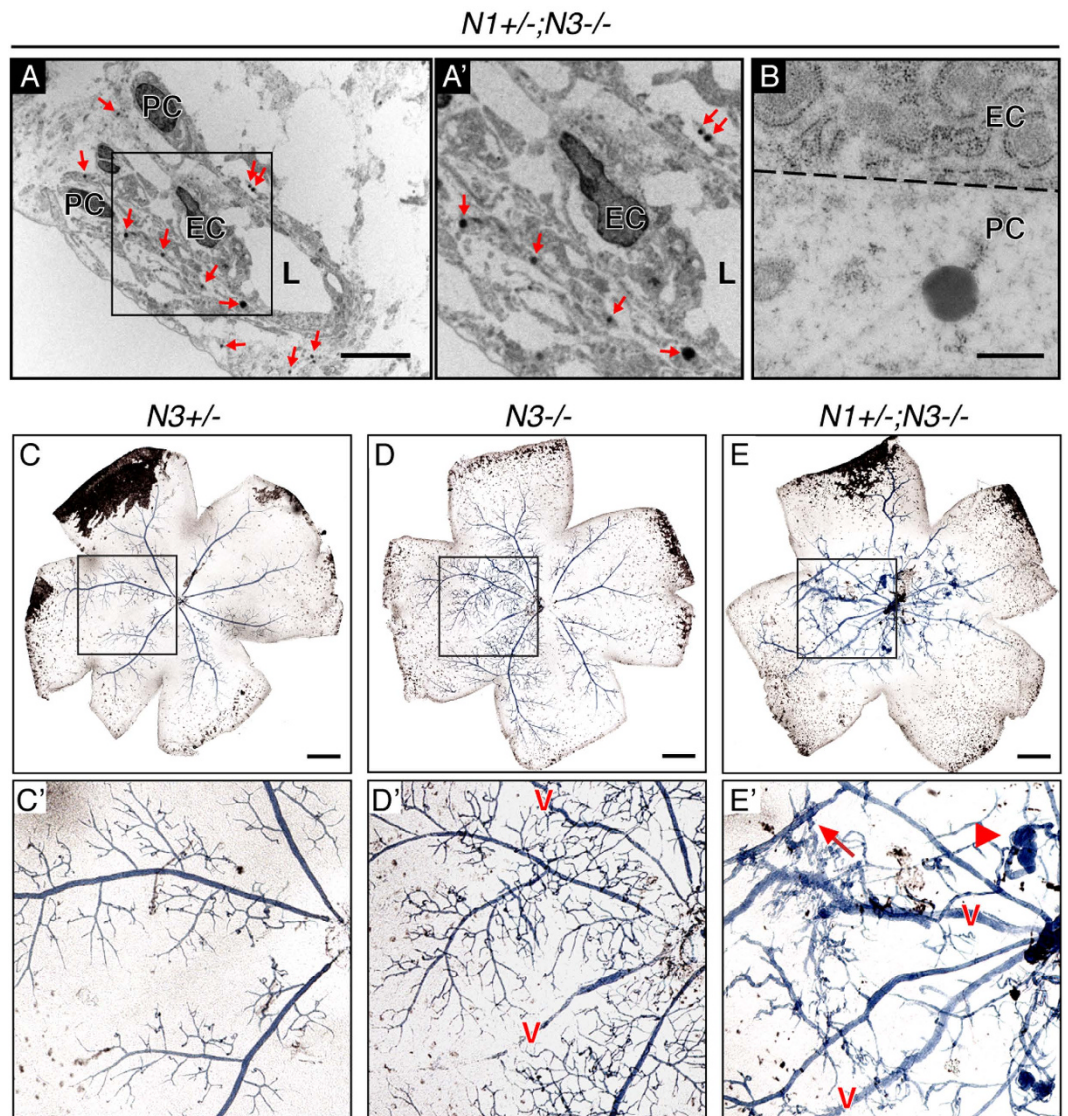 N1+/-;N3-/-
A
PC
PC
EC
L
A'
EC
L
B
EC
PC
N3+/-
N3-/-
N1+/-;N3-/-
C
D
E
C'
D'
V
V
E'
V
V